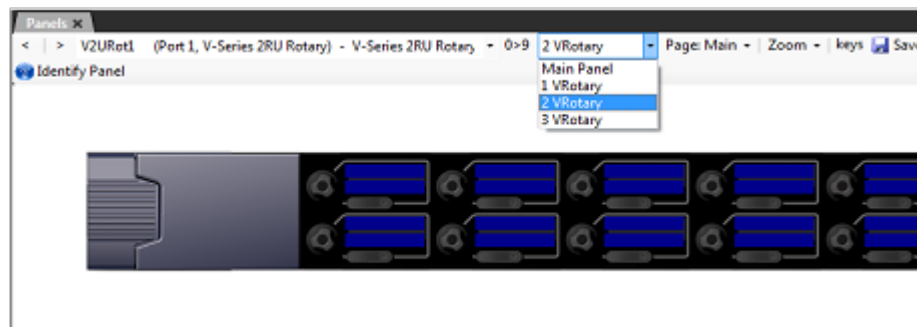 Panels ×
< > V2URot1 (Port 1, V-Series 2RU Rotary) - V-Series 2RU Rotary 0>9 2 VRotary Page: Main Zoom keys Save
Identify Panel
Main Panel
1 VRotary
2 VRotary
3 VRotary